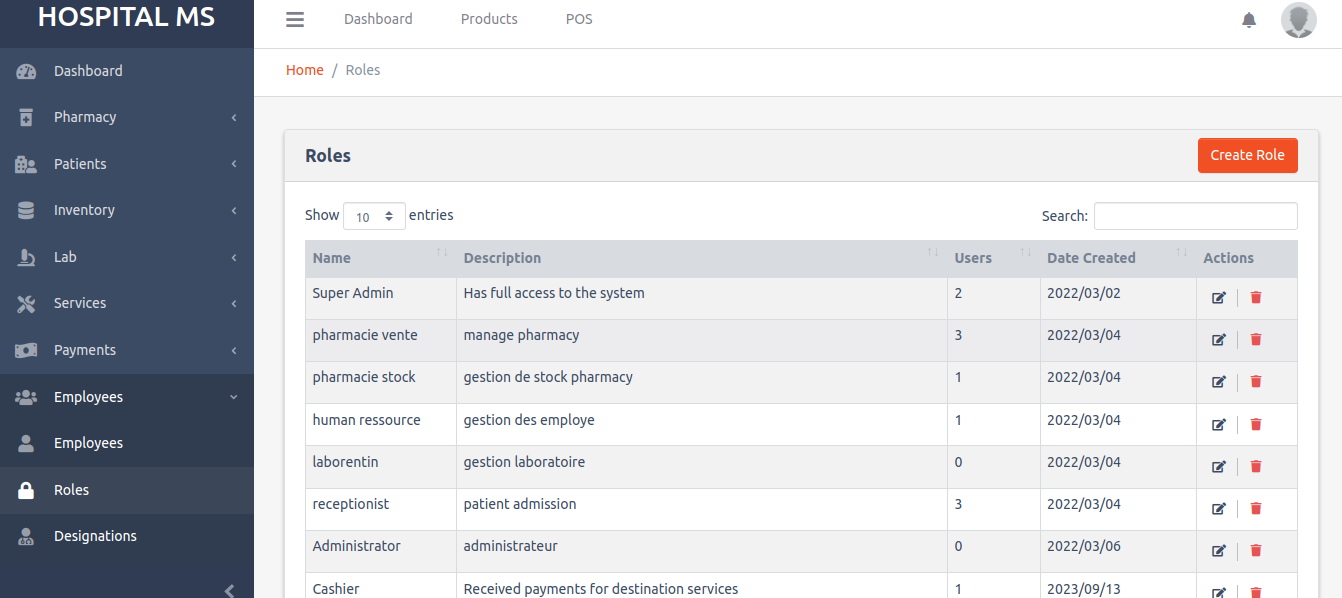 HOSPITAL MS
Dashboard Products POS
Home / Roles
Dashboard
Pharmacy
Patients
Inventory
Lab
Services
Payments
Employees
Employees
Roles
Designations
Roles
Create Role
Show 10 entries
Search:
Name Description Users Date Created Actions
Super Admin Has full access to the system 2 2022/03/02
pharmacie vente manage pharmacy 3 2022/03/04
pharmacie stock gestion de stock pharmacy 1 2022/03/04
human ressource gestion des employe 1 2022/03/04
laborentin gestion laboratoire 0 2022/03/04
receptionist patient admission 3 2022/03/04
Administrator administrateur 0 2022/03/06
Cashier Received payments for destination services 1 2023/09/13